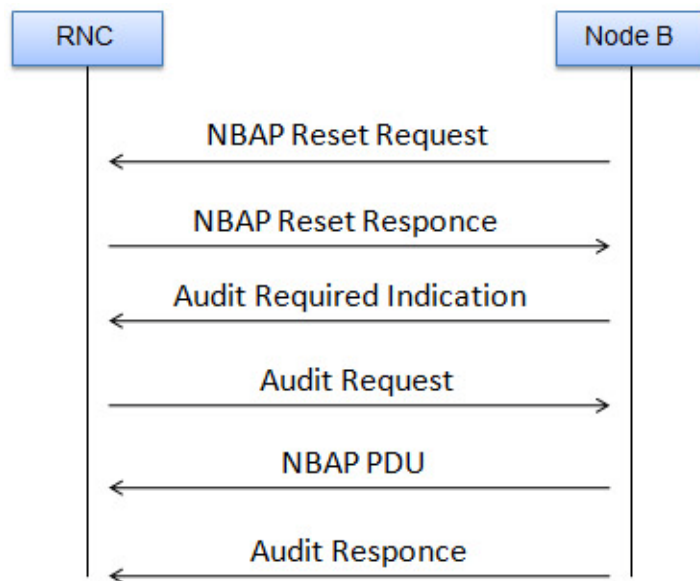 RNC
Node B
NBAP Reset Request
NBAP Reset Responce
Audit Required Indication
Audit Request
NBAP PDU
Audit Responce